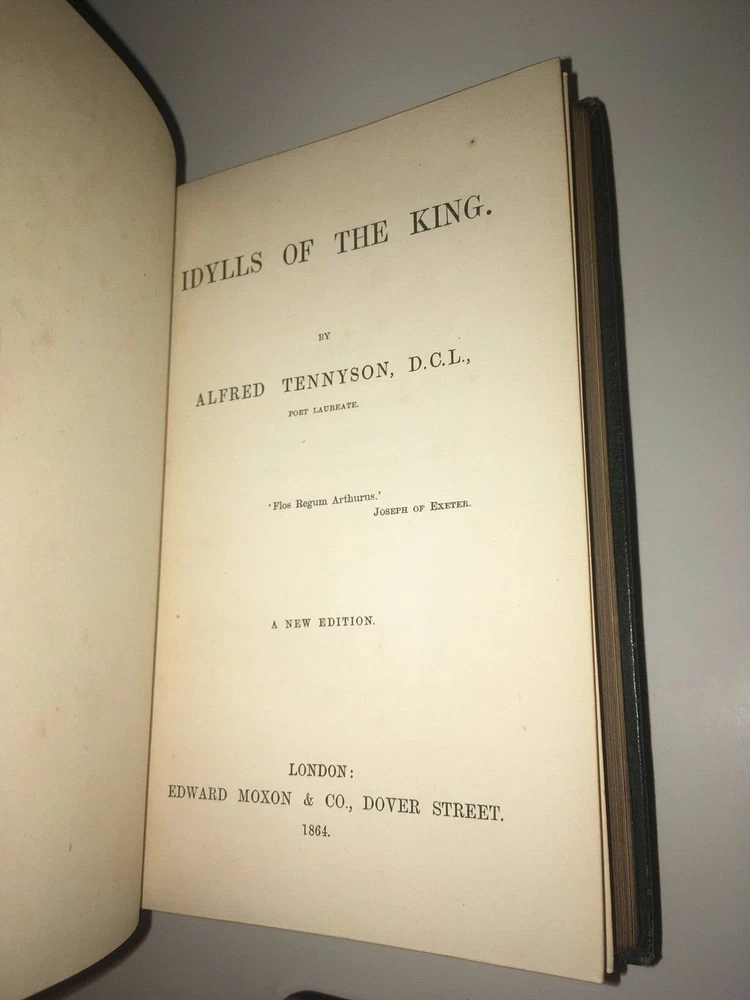 IDYLLS OF THE KING.
BY
ALFRED TENNYSON, D.C.L.,
POET LAUREATE.
'Flos Regum Arthurus.'
JOSEPH OF EXETER.
A NEW EDITION.
LONDON:
EDWARD MOXON & CO., DOVER STREET.
1864.